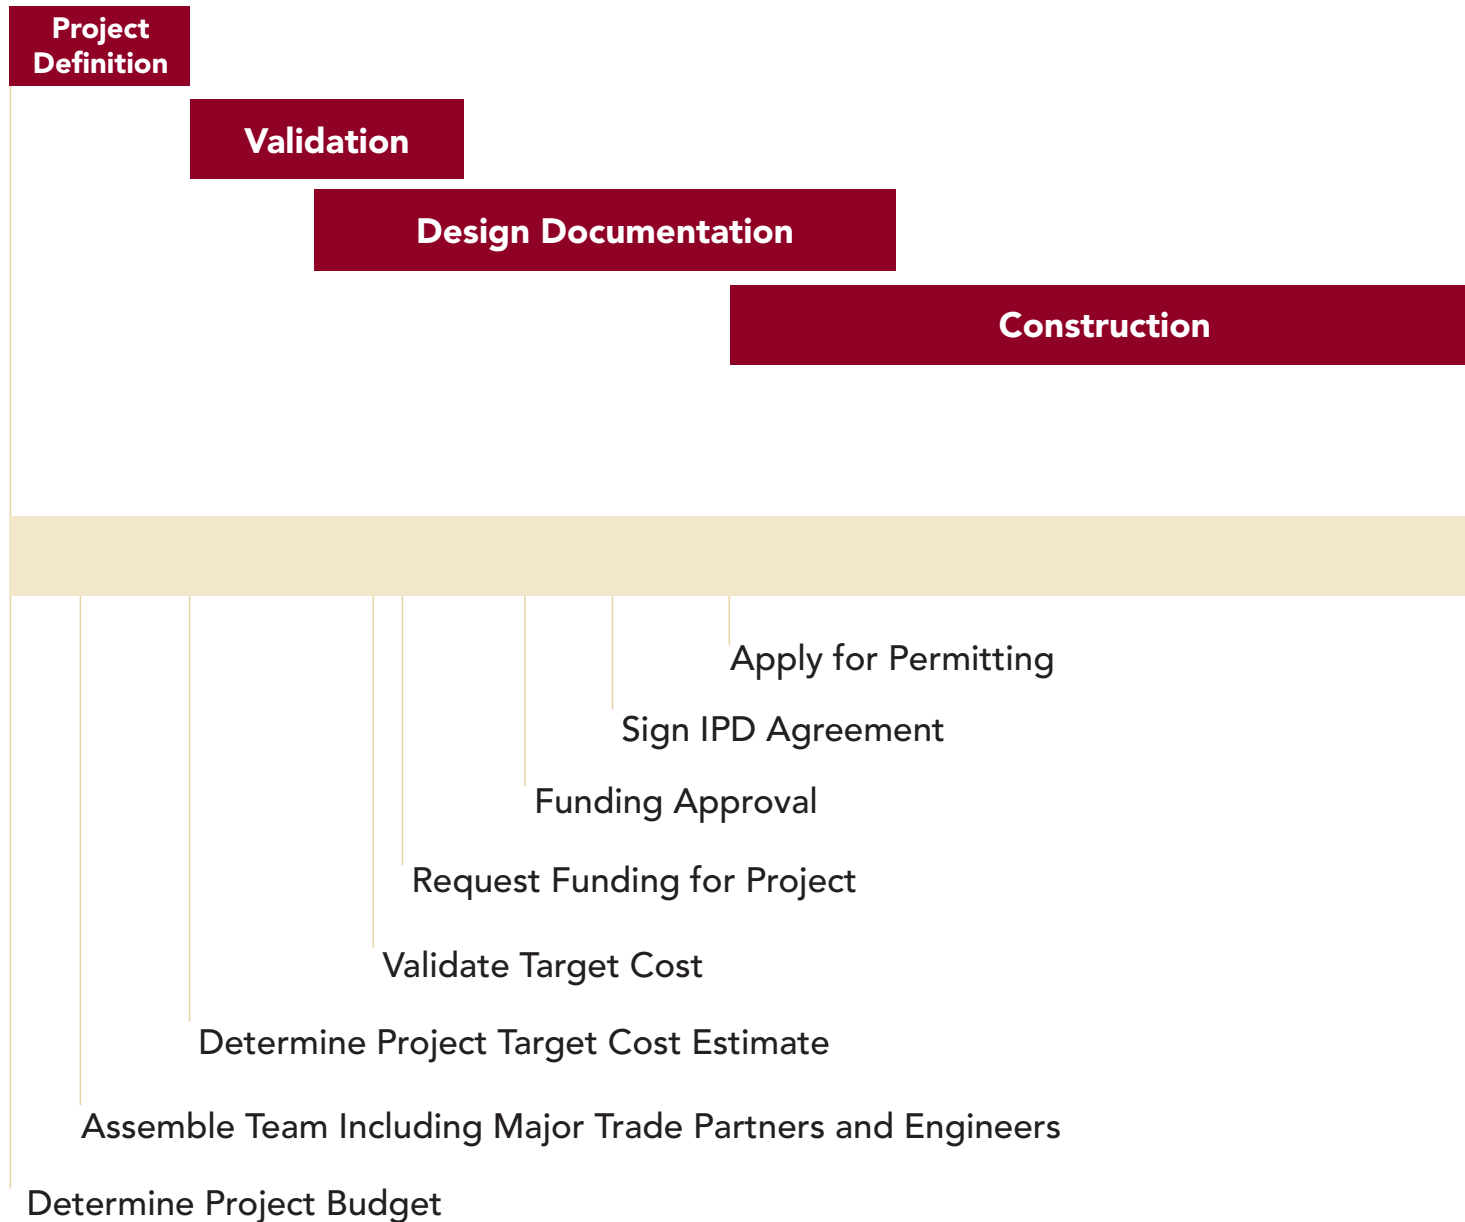 Project
Definition
Validation
Design Documentation
Construction
Apply for Permitting
Sign IPD Agreement
Funding Approval
Request Funding for Project
Validate Target Cost
Determine Project Target Cost Estimate
Assemble Team Including Major Trade Partners and Engineers
Determine Project Budget